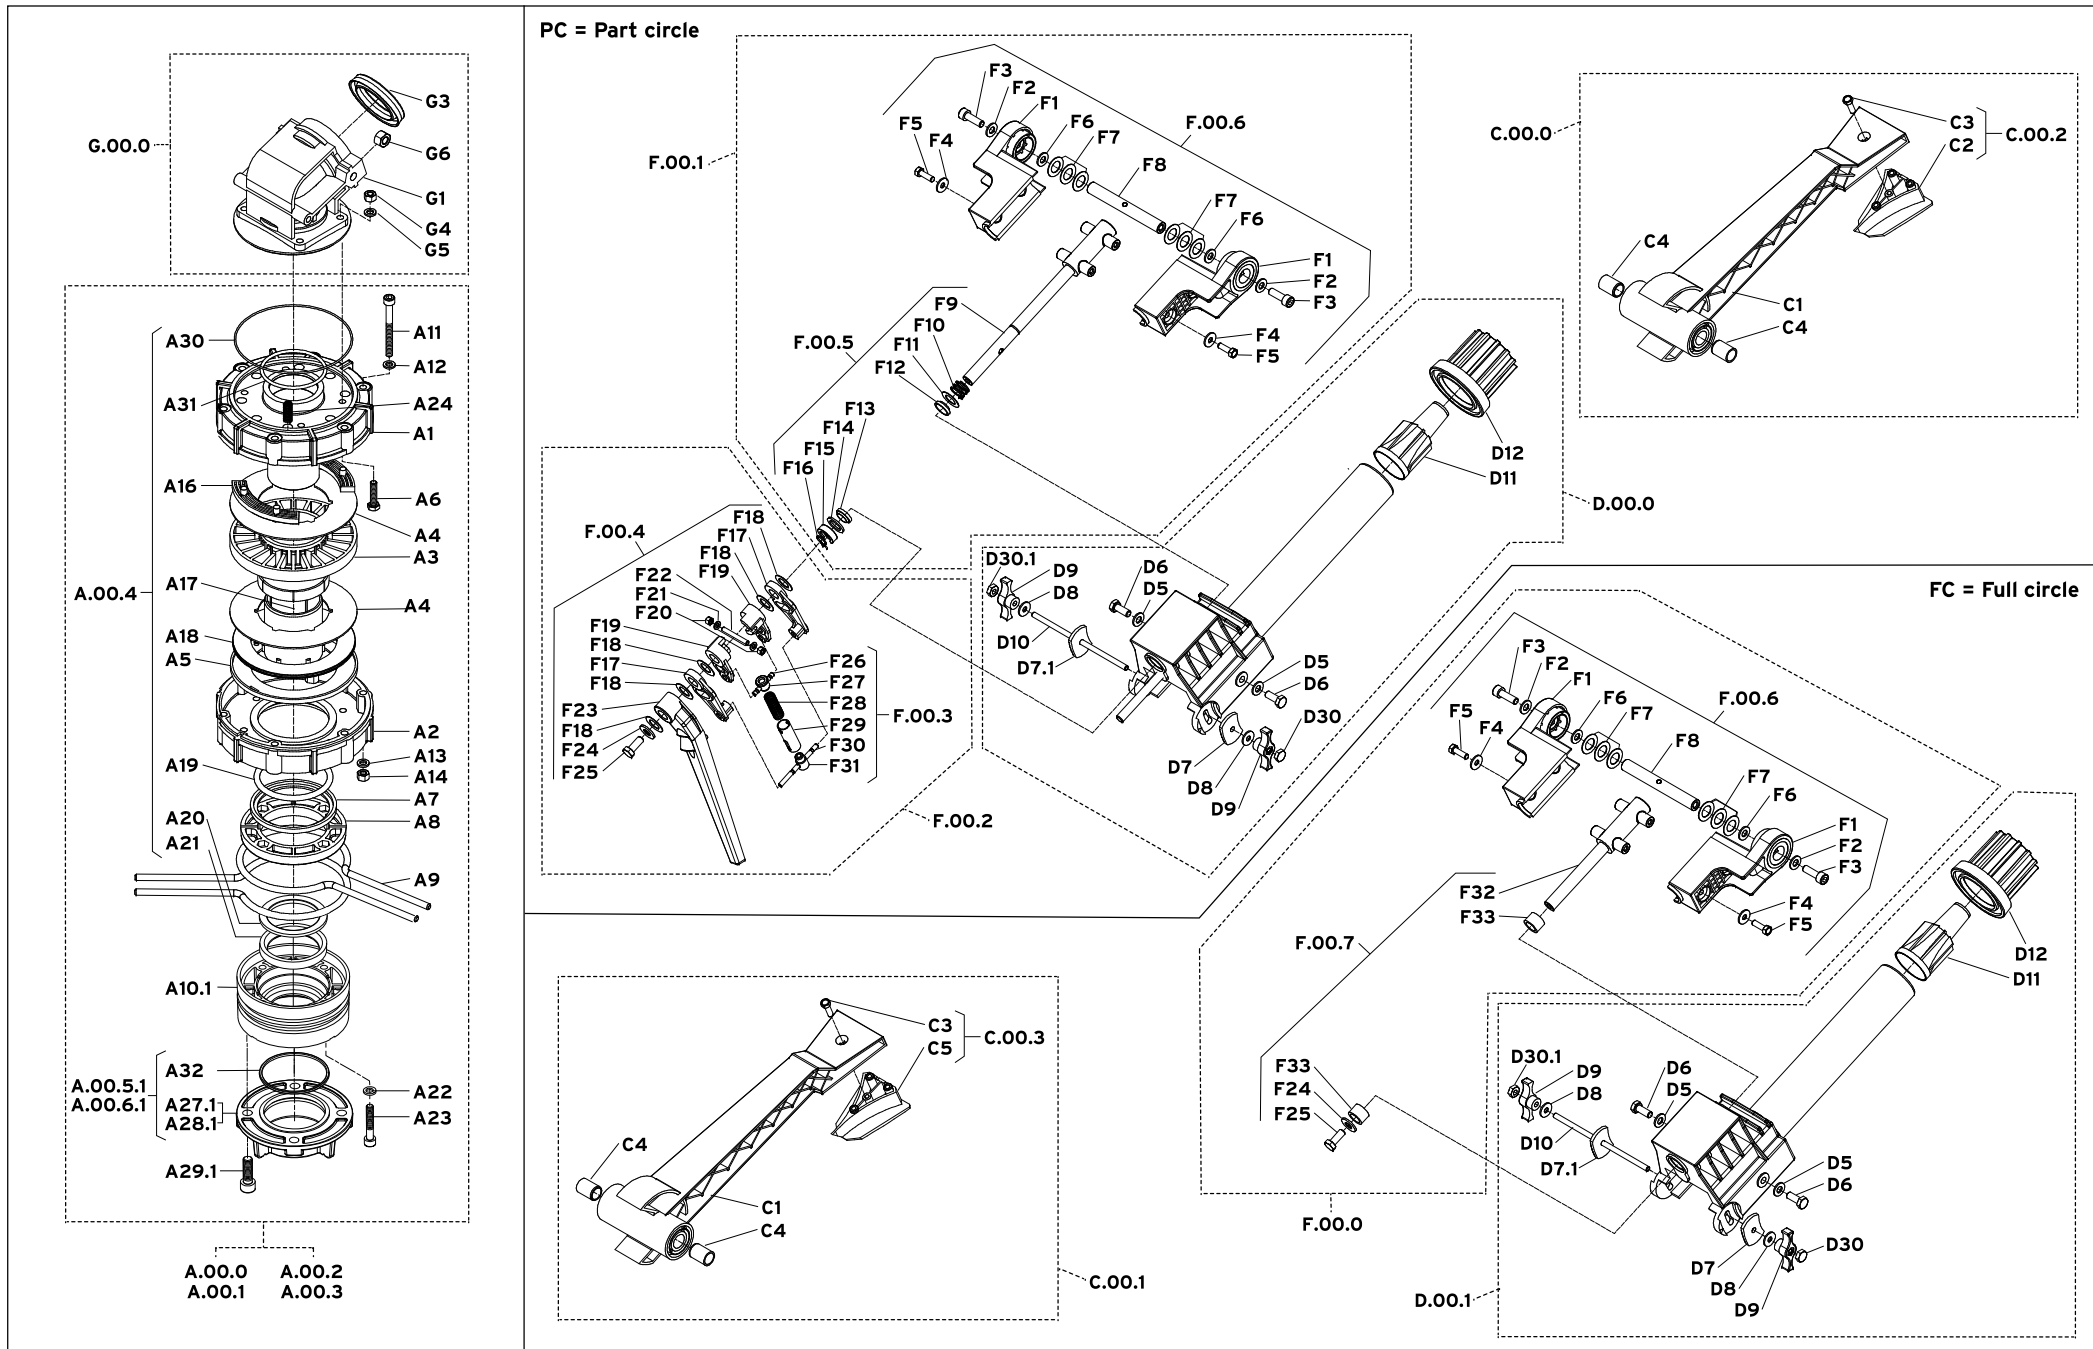 PC = Part circle
G3
G6
G.00.0
G1
G4
G5
A30
A11
A12
A31
A24
A1
A16
A6
A4
A3
A17
A.00.4
A4
A18
A5
A2
A13
A19
A14
A7
A20
A8
A21
A9
A10.1
A32
A.00.5.1
A.00.6.1
A27.1
A28.1
A22
A23
A29.1
A.00.0 A.00.2
A.00.1 A.00.3
F3
F2
F1
F6
F7
F5
F4
F.00.6
F.00.1
F8
F7
F6
F1
F2
F3
F4
F5
F9
F10
F11
F12
F.00.5
F13
F14
F15
F16
F.00.4
F18
F17
F18
F19
F22
F21
F20
F19
F18
F17
F18
F23
F18
F24
F25
F26
F27
F28
F29
F30
F31
F.00.3
F.00.2
D12
D11
D.00.0
D30.1
D9
D8
D6
D5
D10
D7.1
D5
D6
D30
D7
D8
D9
C3
C2
C.00.2
C.00.0
C4
C1
C4
FC = Full circle
F3
F2
F1
F6
F7
F5
F4
F.00.6
F8
F7
F6
F1
F2
F3
F4
F5
F32
F33
F.00.7
F33
F24
F25
F.00.0
D12
D11
D30.1
D9
D8
D6
D5
D10
D7.1
D5
D6
D30
D7
D8
D9
D.00.1
C3
C5
C.00.3
C4
C1
C4
C.00.1